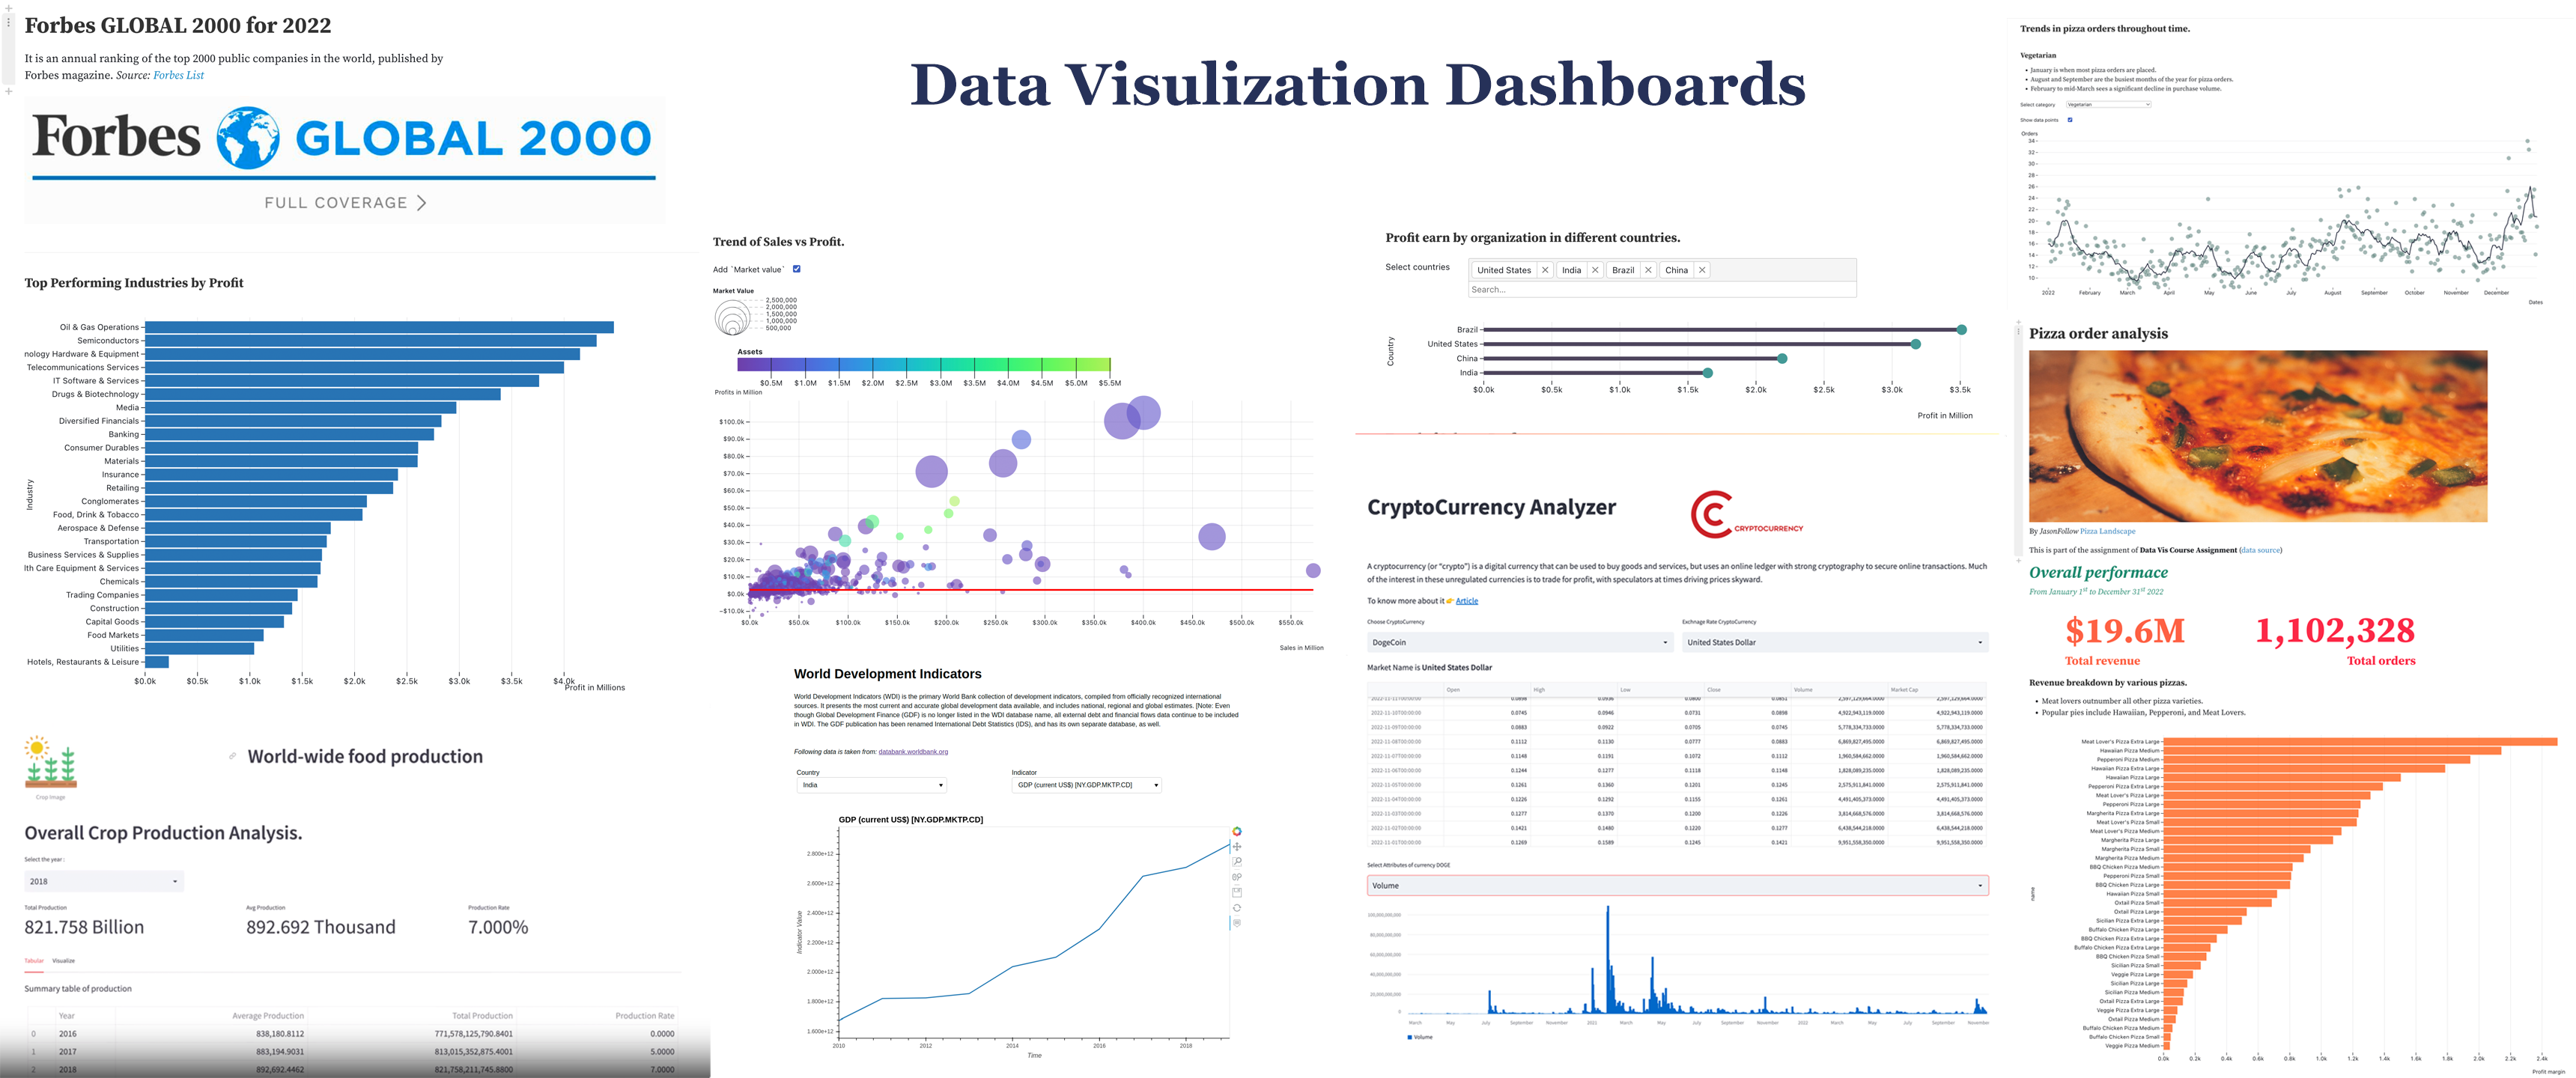 Forbes GLOBAL 2000 for 2022
It is an annual ranking of the top 2000 public companies in the world, published by
Forbes magazine. Source: Forbes List
Forbes GLOBAL 2000
FULL COVERAGE >
Top Performing Industries by Profit
Industry
Oil & Gas Operations
Semiconductors
nology Hardware & Equipment
Telecommunications Services
IT Software & Services
Drugs & Biotechnology
Media
Diversified Financials
Banking
Consumer Durables
Materials
Insurance
Retailing
Conglomerates
Food, Drink & Tobacco
Aerospace & Defense
Transportation
Business Services & Supplies
lth Care Equipment & Services
Chemicals
Trading Companies
Construction
Capital Goods
Food Markets
Utilities
Hotels, Restaurants & Leisure
$0.0k $0.5k $1.0k $1.5k $2.0k $2.5k $3.0k $3.5k $4.0k
Profit in Millions
Crop Image
World-wide food production
Overall Crop Production Analysis.
Select the year :
2018
Total Production Avg Production Production Rate
821.758 Billion 892.692 Thousand 7.000%
Tabular Visualize
Summary table of production
Year Average Production Total Production Production Rate
0 2016 838,180.8112 771,578,125,790.8401 0.0000
1 2017 883,194.9031 813,015,352,875.4001 5.0000
2 2018 892,692.4462 821,758,211,745.8800 7.0000
Data Visulization Dashboards
Trend of Sales vs Profit.
Add `Market value`
Market Value
2,500,000
2,000,000
1,500,000
1,000,000
500,000
Assets
$0.5M $1.0M $1.5M $2.0M $2.5M $3.0M $3.5M $4.0M $4.5M $5.0M $5.5M
Profits in Million
$100.0k
$90.0k
$80.0k
$70.0k
$60.0k
$50.0k
$40.0k
$30.0k
$20.0k
$10.0k
$0.0k
−$10.0k
$0.0k $50.0k $100.0k $150.0k $200.0k $250.0k $300.0k $350.0k $400.0k $450.0k $500.0k $550.0k
Sales in Million
World Development Indicators
World Development Indicators (WDI) is the primary World Bank collection of development indicators, compiled from officially recognized international
sources. It presents the most current and accurate global development data available, and includes national, regional and global estimates. [Note: Even
though Global Development Finance (GDF) is no longer listed in the WDI database name, all external debt and financial flows data continue to be included
in WDI. The GDF publication has been renamed International Debt Statistics (IDS), and has its own separate database, as well.
Following data is taken from: databank.worldbank.org
Country Indicator
India GDP (current US$) [NY.GDP.MKTP.CD]
GDP (current US$) [NY.GDP.MKTP.CD]
Indicator Value
2.800e+12
2.600e+12
2.400e+12
2.200e+12
2.000e+12
1.800e+12
1.600e+12
2010 2012 2014 2016 2018
Time
Profit earn by organization in different countries.
Select countries
United States India Brazil China
Search...
Country
Brazil
United States
China
India
$0.0k $0.5k $1.0k $1.5k $2.0k $2.5k $3.0k $3.5k
Profit in Million
CryptoCurrency Analyzer
CRYPTOCURRENCY
A cryptocurrency (or “crypto”) is a digital currency that can be used to buy goods and services, but uses an online ledger with strong cryptography to secure online transactions. Much
of the interest in these unregulated currencies is to trade for profit, with speculators at times driving prices skyward.
To know more about it 👉 Article
Choose CryptoCurrency Exchnage Rate CryptoCurrency
DogeCoin United States Dollar
Market Name is United States Dollar
Open High Low Close Volume Market Cap
2022-11-10T00:00:00 0.0745 0.0946 0.0731 0.0898 4,922,943,119.0000 4,922,943,119.0000
2022-11-09T00:00:00 0.0883 0.0922 0.0705 0.0745 5,778,334,733.0000 5,778,334,733.0000
2022-11-08T00:00:00 0.1112 0.1130 0.0777 0.0883 6,869,827,495.0000 6,869,827,495.0000
2022-11-07T00:00:00 0.1148 0.1191 0.1072 0.1112 1,960,584,662.0000 1,960,584,662.0000
2022-11-06T00:00:00 0.1244 0.1277 0.1118 0.1148 1,828,089,235.0000 1,828,089,235.0000
2022-11-05T00:00:00 0.1261 0.1360 0.1201 0.1245 2,575,911,841.0000 2,575,911,841.0000
2022-11-04T00:00:00 0.1226 0.1292 0.1155 0.1261 4,491,405,373.0000 4,491,405,373.0000
2022-11-03T00:00:00 0.1277 0.1370 0.1200 0.1226 3,814,668,576.0000 3,814,668,576.0000
2022-11-02T00:00:00 0.1421 0.1480 0.1220 0.1277 6,438,544,218.0000 6,438,544,218.0000
2022-11-01T00:00:00 0.1269 0.1589 0.1245 0.1421 9,951,558,350.0000 9,951,558,350.0000
Select Attributes of currency DOGE
Volume
100,000,000,000
80,000,000,000
60,000,000,000
40,000,000,000
20,000,000,000
0
March May July September November 2021 March May July September November 2022 March May July September November
Volume
Trends in pizza orders throughout time.
Vegetarian
• January is when most pizza orders are placed.
• August and September are the busiest months of the year for pizza orders.
• February to mid-March sees a significant decline in purchase volume.
Select category Vegetarian
Show data points
Orders
34
32
30
28
26
24
22
20
18
16
14
12
10
2022 February March April May June July August September October November December
Dates
Pizza order analysis
By JasonFollow Pizza Landscape
This is part of the assignment of Data Vis Course Assignment (data source)
Overall performace
From January 1st to December 31st 2022
$19.6M 1,102,328
Total revenue Total orders
Revenue breakdown by various pizzas.
• Meat lovers outnumber all other pizza varieties.
• Popular pies include Hawaiian, Pepperoni, and Meat Lovers.
name
Meat Lover's Pizza Extra Large
Hawaiian Pizza Medium
Pepperoni Pizza Medium
Hawaiian Pizza Extra Large
Hawaiian Pizza Large
Pepperoni Pizza Extra Large
Meat Lover's Pizza Large
Pepperoni Pizza Large
Margherita Pizza Extra Large
Meat Lover's Pizza Small
Meat Lover's Pizza Medium
Margherita Pizza Large
Margherita Pizza Small
Margherita Pizza Medium
BBQ Chicken Pizza Medium
Pepperoni Pizza Small
BBQ Chicken Pizza Large
Hawaiian Pizza Small
Oxtail Pizza Small
Oxtail Pizza Large
Sicilian Pizza Extra Large
Buffalo Chicken Pizza Large
BBQ Chicken Pizza Extra Large
Buffalo Chicken Pizza Extra Large
BBQ Chicken Pizza Small
Sicilian Pizza Small
Veggie Pizza Large
Sicilian Pizza Large
Sicilian Pizza Medium
Oxtail Pizza Extra Large
Veggie Pizza Extra Large
Oxtail Pizza Medium
Buffalo Chicken Pizza Medium
Buffalo Chicken Pizza Small
Veggie Pizza Medium
0.0k 0.2k 0.4k 0.6k 0.8k 1.0k 1.2k 1.4k 1.6k 1.8k 2.0k 2.2k 2.4k
Profit margin